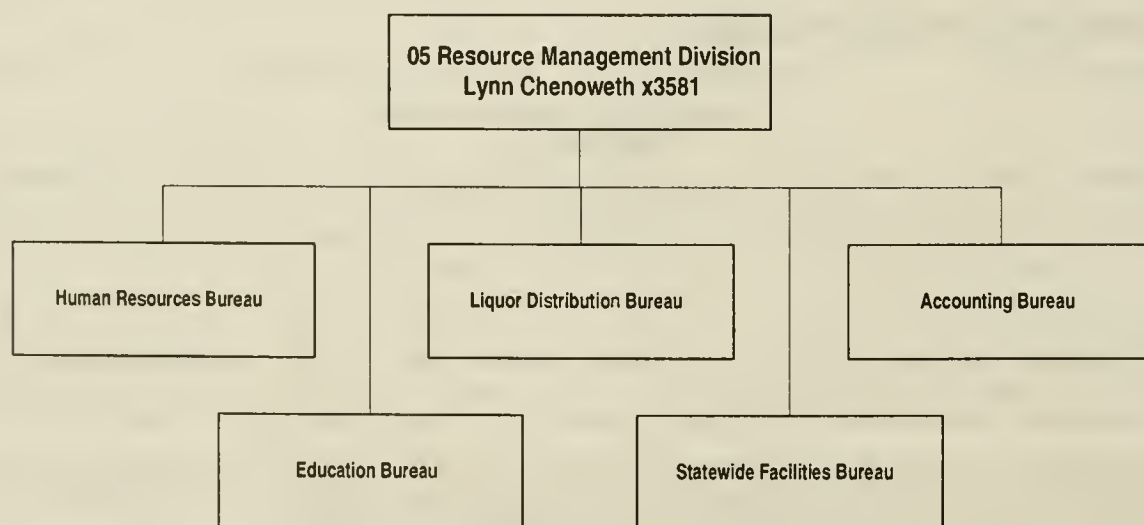 05 Resource Management Division
Lynn Chenoweth x3581
Human Resources Bureau
Liquor Distribution Bureau
Accounting Bureau
Education Bureau
Statewide Facilities Bureau